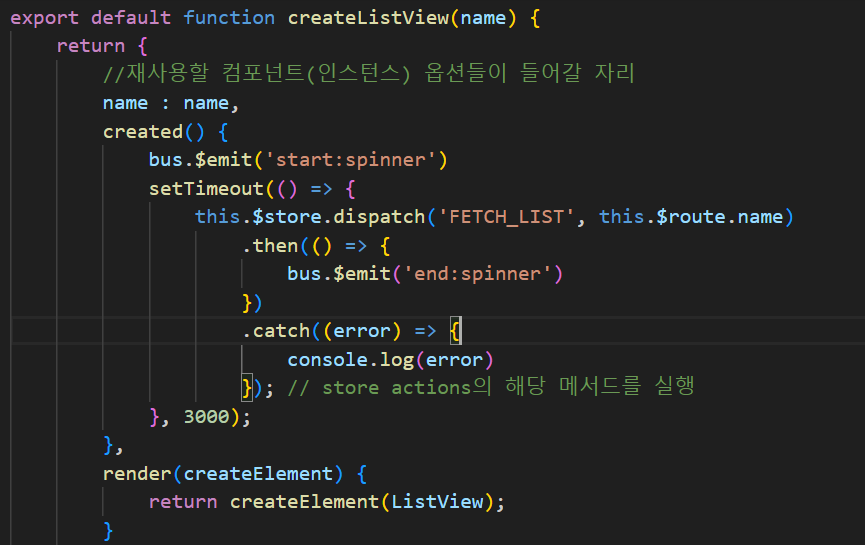 export default function createListView(name) {
return {
//재사용할 컴포넌트(인스턴스) 옵션들이 들어갈 자리
name : name,
created() {
bus.$emit('start:spinner')
setTimeout(() => {
this.$store.dispatch('FETCH_LIST', this.$route.name)
.then(() => {
bus.$emit('end:spinner')
})
.catch((error) => {
console.log(error)
}); // store actions의 해당 메서드를 실행
}, 3000);
},
render(createElement) {
return createElement(ListView);
}